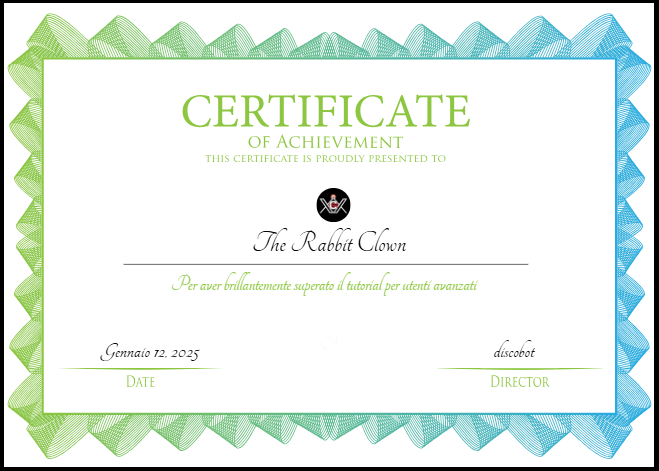 CERTIFICATE
OF ACHIEVEMENT
THIS CERTIFICATE IS PROUDLY PRESENTED TO
The Rabbit Clown
Per aver brillantemente superato il tutorial per utenti avanzati
Gennaio 12, 2025
DATE
discobot
DIRECTOR